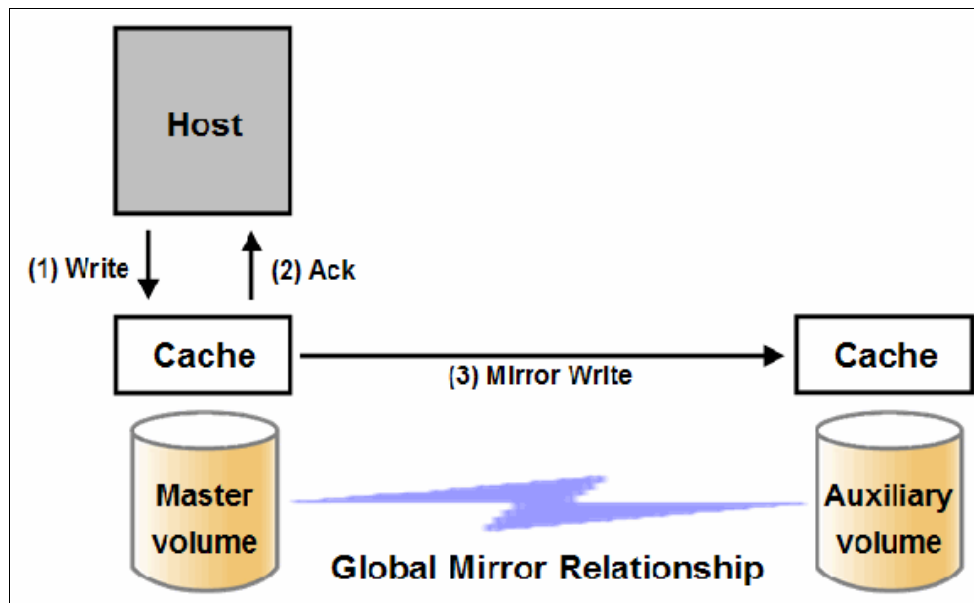 Host
(1) Write
(2) Ack
Cache
(3) Mirror Write
Cache
Master
volume
Auxiliary
volume
Global Mirror Relationship